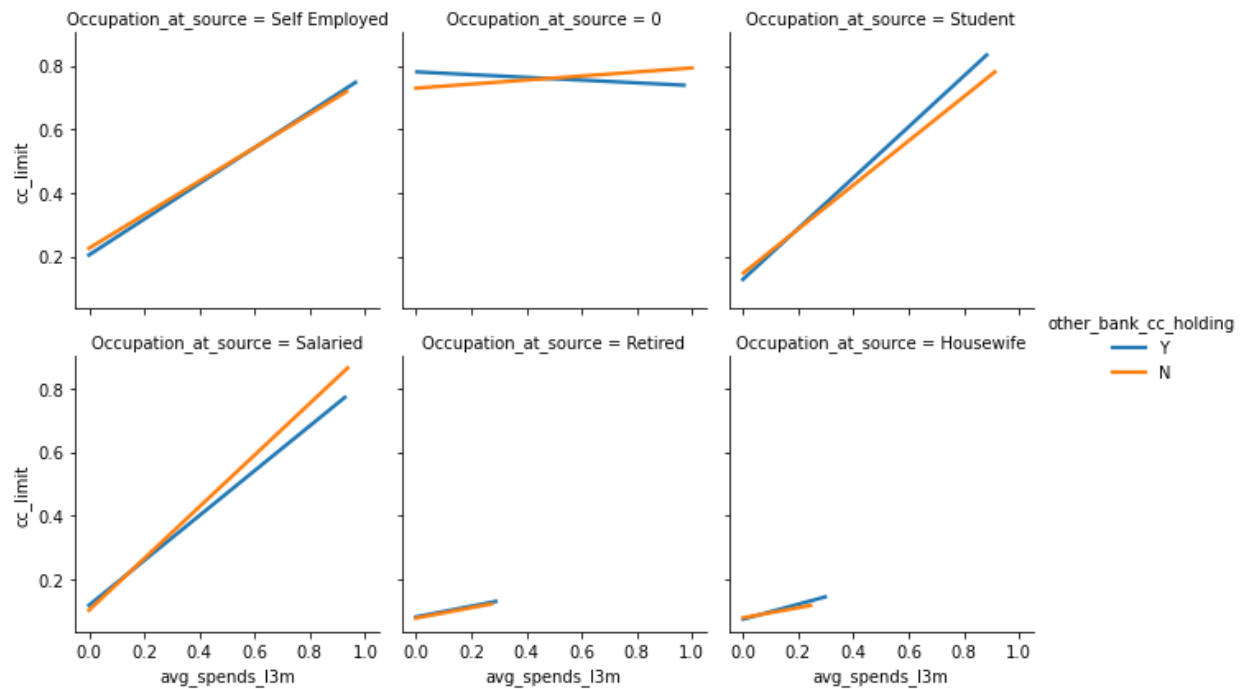 Occupation_at_source = Self Employed
Occupation_at_source = 0
Occupation_at_source = Student
0.8
0.6
0.4
0.2
cc_limit
Occupation_at_source = Salaried
Occupation_at_source = Retired
Occupation_at_source = Housewife
other_bank_cc_holding
Y
N
0.8
0.6
0.4
0.2
cc_limit
0.0 0.2 0.4 0.6 0.8 1.0
0.0 0.2 0.4 0.6 0.8 1.0
0.0 0.2 0.4 0.6 0.8 1.0
avg_spends_l3m
avg_spends_l3m
avg_spends_l3m